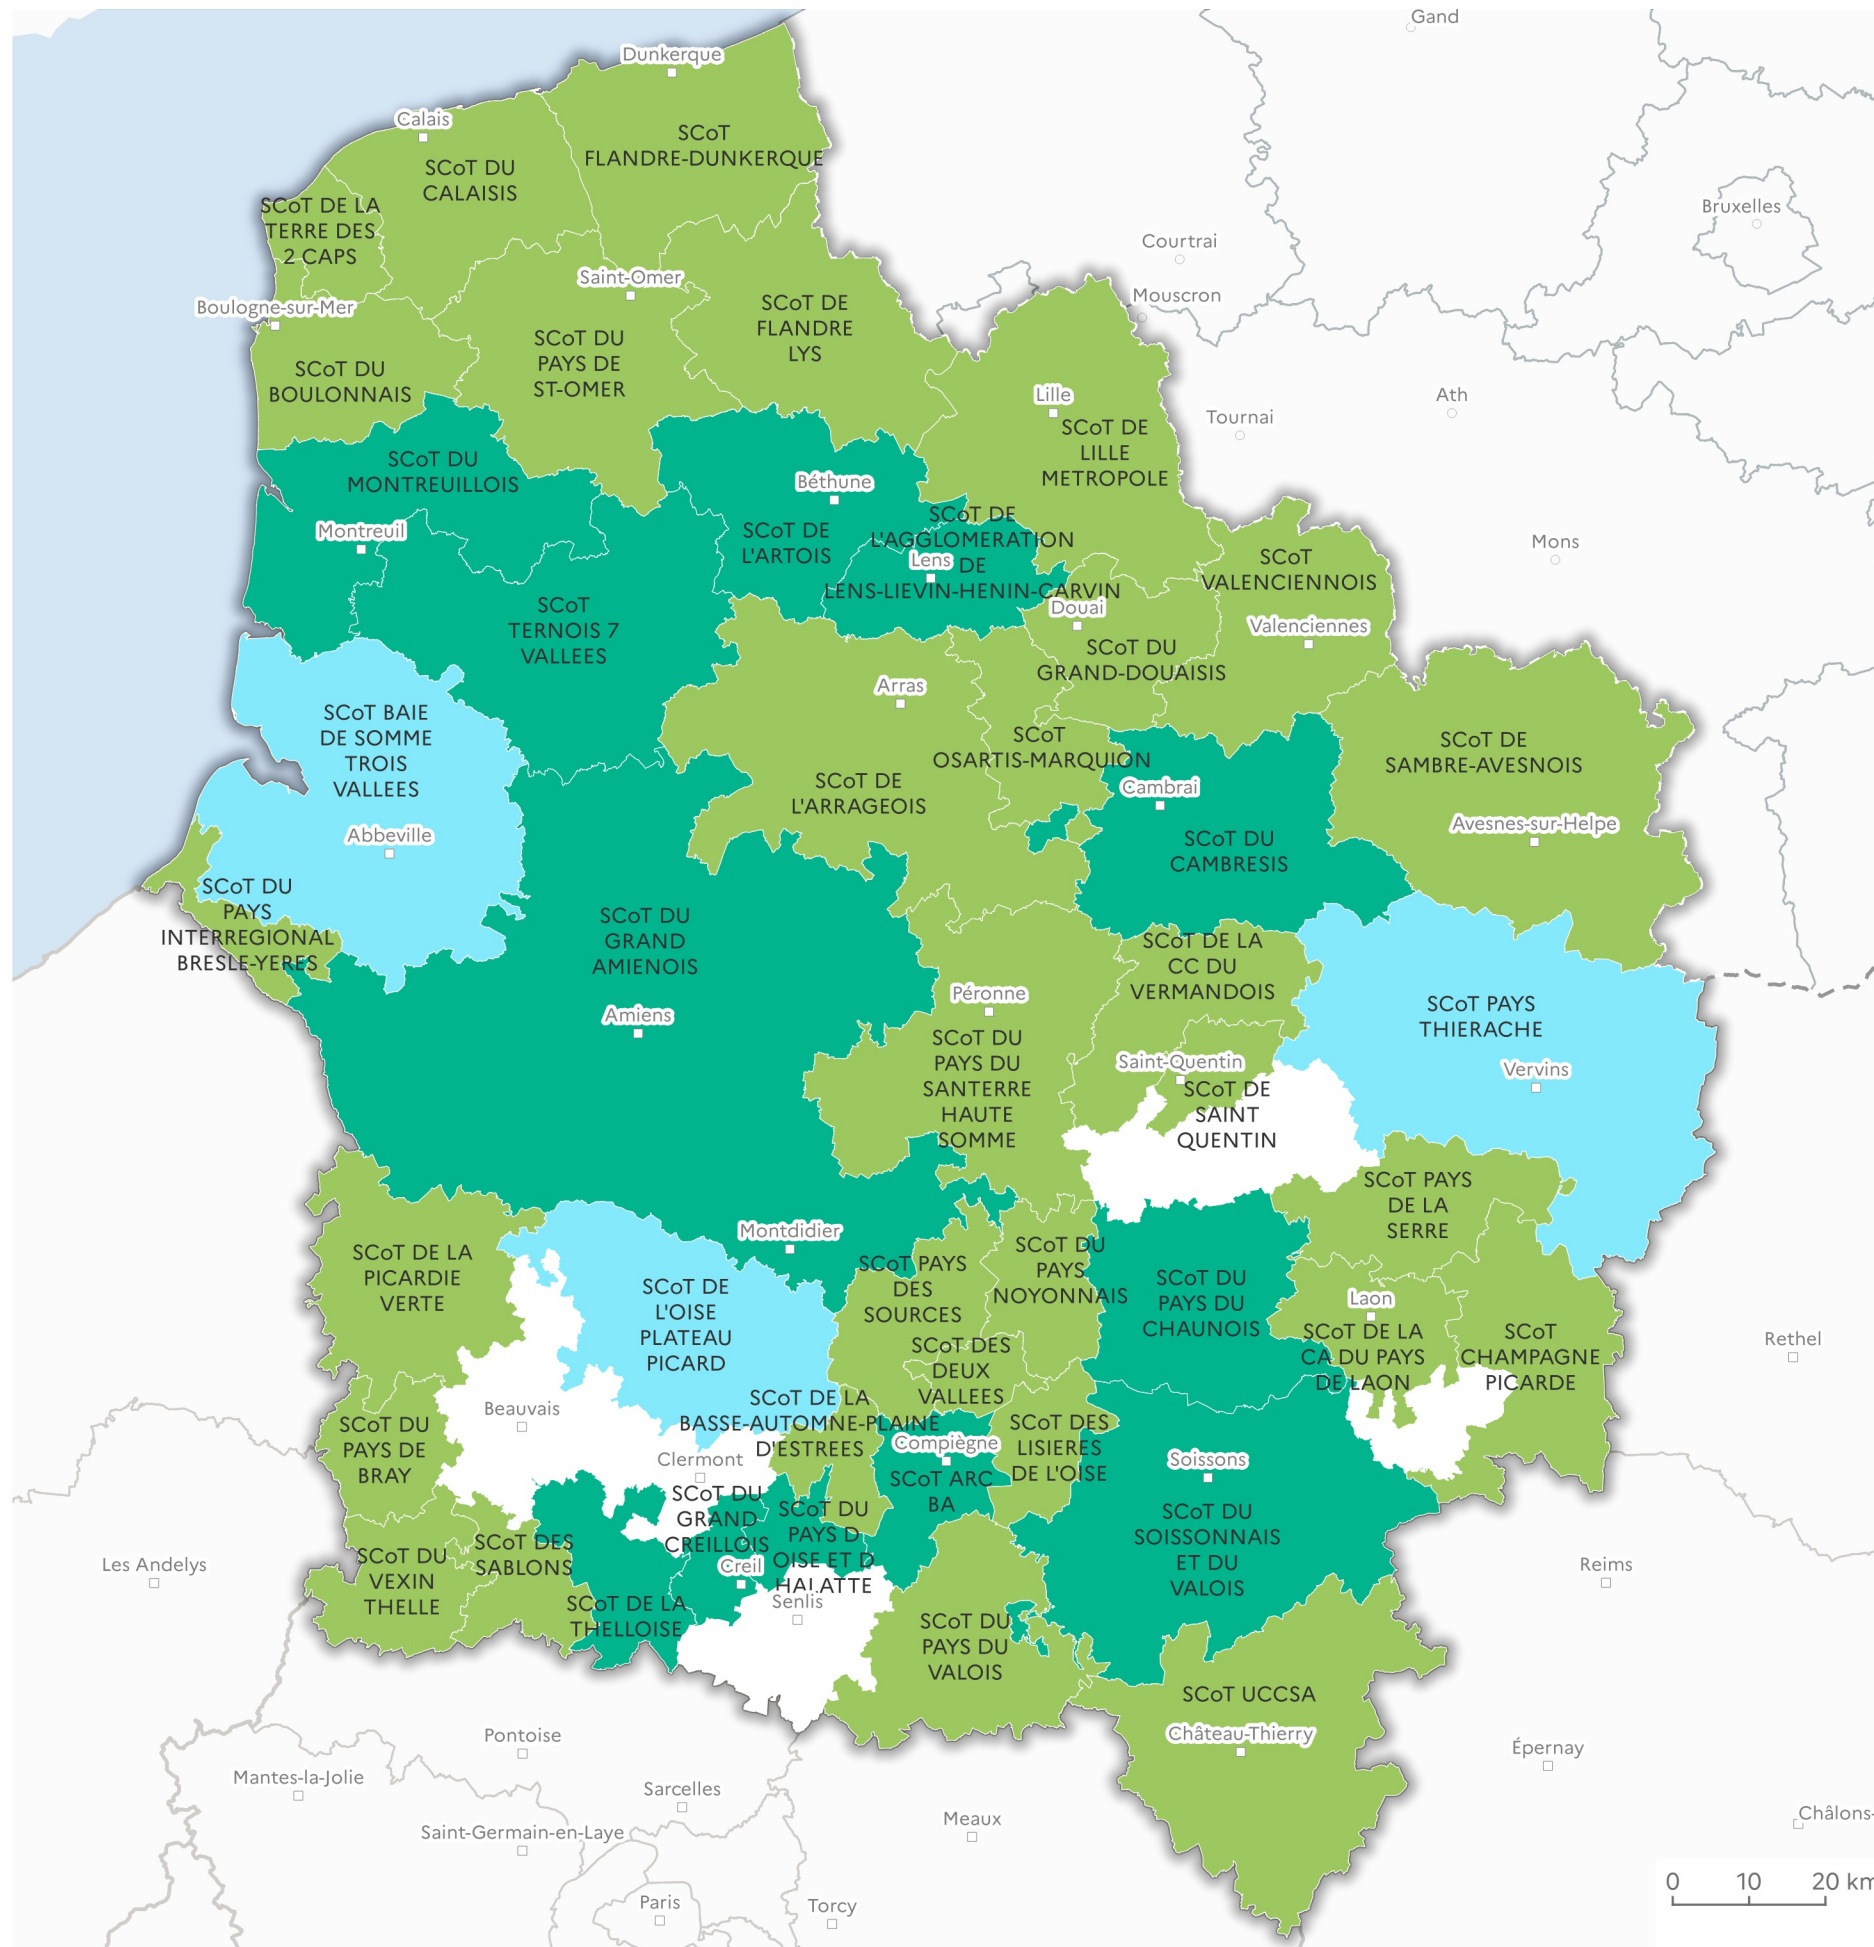 Gand
Dunkerque
Calais
SCoT
FLANDRE-DUNKERQUE
SCoT DU
CALAISIS
SCoT DE LA
TERRE DES
2 CAPS
Bruxelles
Courtrai
Mouscron
Saint-Omer
Boulogne-sur-Mer
SCoT DE
FLANDRE
LYS
SCoT DU
PAYS DE
ST-OMER
SCoT DU
BOULONNAIS
Lille
SCoT DE
LILLE
METROPOLE
Tournai
Ath
SCoT DU
MONTREUILLOIS
Montreuil
Béthune
SCoT DE
L'ARTOIS
SCoT DE
L'AGGLOMERATION
DE
LENS-LIEVIN-HENIN-CARVIN
Lens
SCoT
VALENCIENNOIS
Valenciennes
Mons
Douai
SCoT DU
GRAND-DOUAISIS
SCoT
TERNOIS 7
VALLEES
Arras
SCoT BAIE
DE SOMME
TROIS
VALLEES
Abbeville
SCoT
OSARTIS-MARQUION
SCoT DE
L'ARRAGEOIS
Cambrai
SCoT DU
CAMBRESIS
SCoT DE
SAMBRE-AVESNOIS
Avesnes-sur-Helpe
SCoT DU
PAYS
INTERREGIONAL
BRESLE-YERES
SCoT DU
GRAND
AMIENOIS
Amiens
Péronne
SCoT DU
PAYS DU
SANTERRE
HAUTE
SOMME
SCoT DE LA
CC DU
VERMANDOIS
Saint-Quentin
SCoT DE
SAINT
QUENTIN
SCoT PAYS
THIERACHE
Vervins
SCoT PAYS
DE LA
SERRE
Montdidier
SCoT DE LA
PICARDIE
VERTE
SCoT DE
L'OISE
PLATEAU
PICARD
SCoT PAYS
DES
SOURCES
SCoT DU
PAYS
NOYONNAIS
SCoT DU
PAYS DU
CHAUNOIS
Laon
SCoT DE LA
CA DU PAYS
DE LAON
SCoT
CHAMPAGNE
PICARDE
Rethel
SCoT DES
DEUX
VALLEES
SCoT DE LA
BASSE-AUTOMNE-PLAINE
D'ESTREES
Beauvais
SCoT DU
PAYS DE
BRAY
Clermont
Compiègne
SCoT ARC
BA
SCoT DES
LISIERES
DE L'OISE
Soissons
SCoT DU
SOISSONNAIS
ET DU
VALOIS
SCoT DU
GRAND
CREILLOIS
Creil
SCoT DU
PAYS D
OISE ET D
HALATTE
Senlis
SCoT DES
SABLONS
SCoT DU
VEXIN
THELLE
SCoT DE LA
THELLOISE
Les Andelys
Reims
SCoT DU
PAYS DU
VALOIS
SCoT UCCSA
Château-Thierry
Pontoise
Épernay
Mantes-la-Jolie
Sarcelles
Meaux
Saint-Germain-en-Laye
Châlons-
Paris
Torcy
0 10 20 km